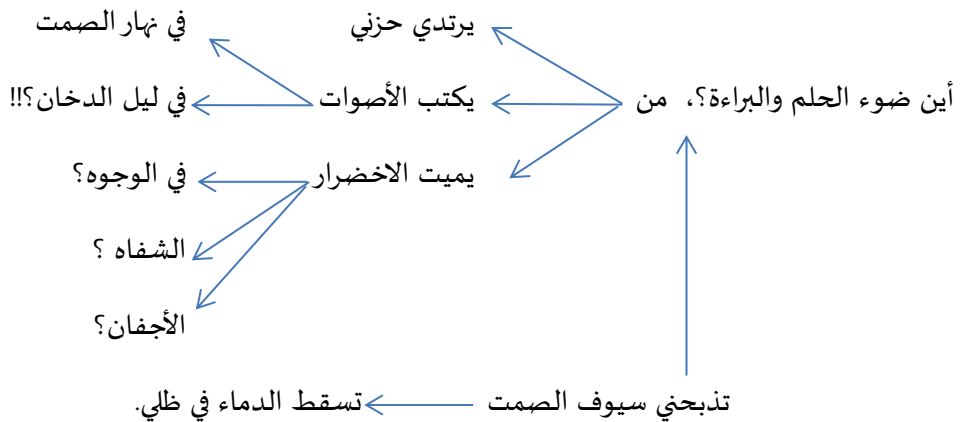 يرتدي حزني في نهار الصمت
أين ضوء الحلم والبراءة؟، من يكتب الأصوات في ليل الدخان؟!!
يميت الاخضرار في الوجوه؟
الشفاه ؟
الأجفان؟
تذبحني سيوف الصمت تسقط الدماء في ظلي.